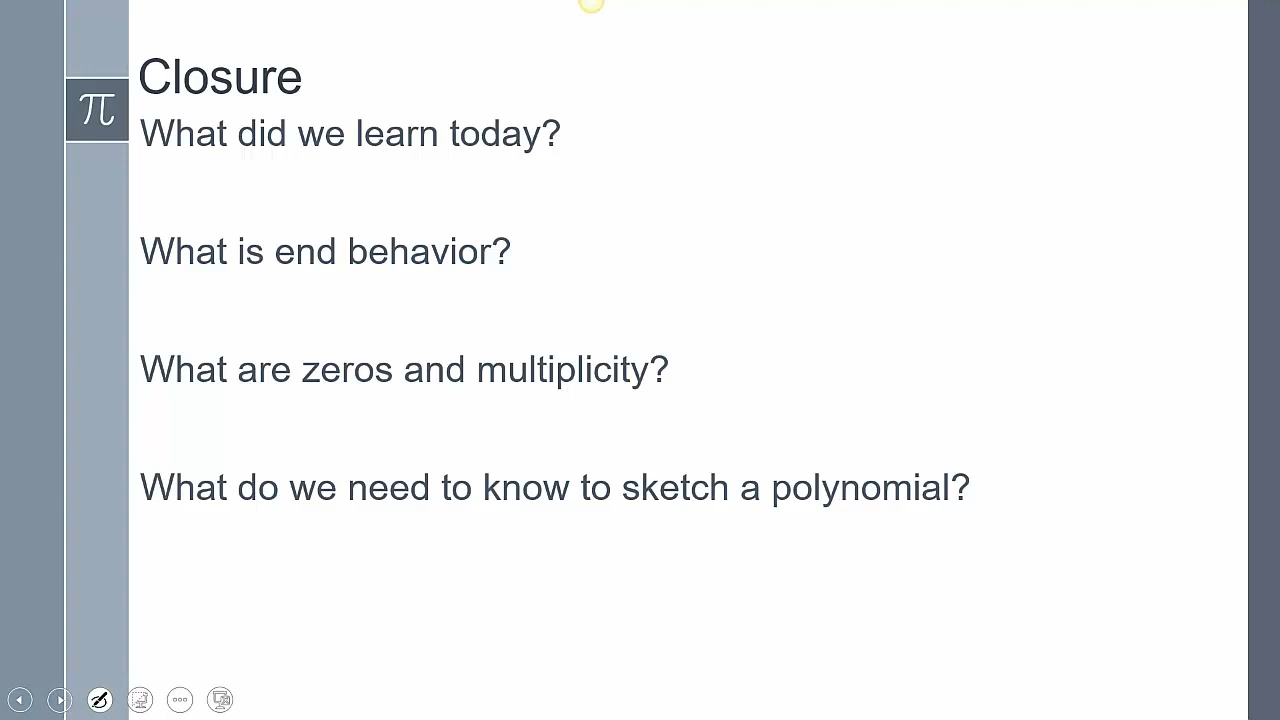 Closure
π
What did we learn today?
What is end behavior?
What are zeros and multiplicity?
What do we need to know to sketch a polynomial?